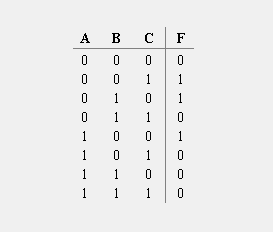 A B C F
0 0 0 0
0 0 1 1
0 1 0 1
0 1 1 0
1 0 0 1
1 0 1 0
1 1 0 0
1 1 1 0